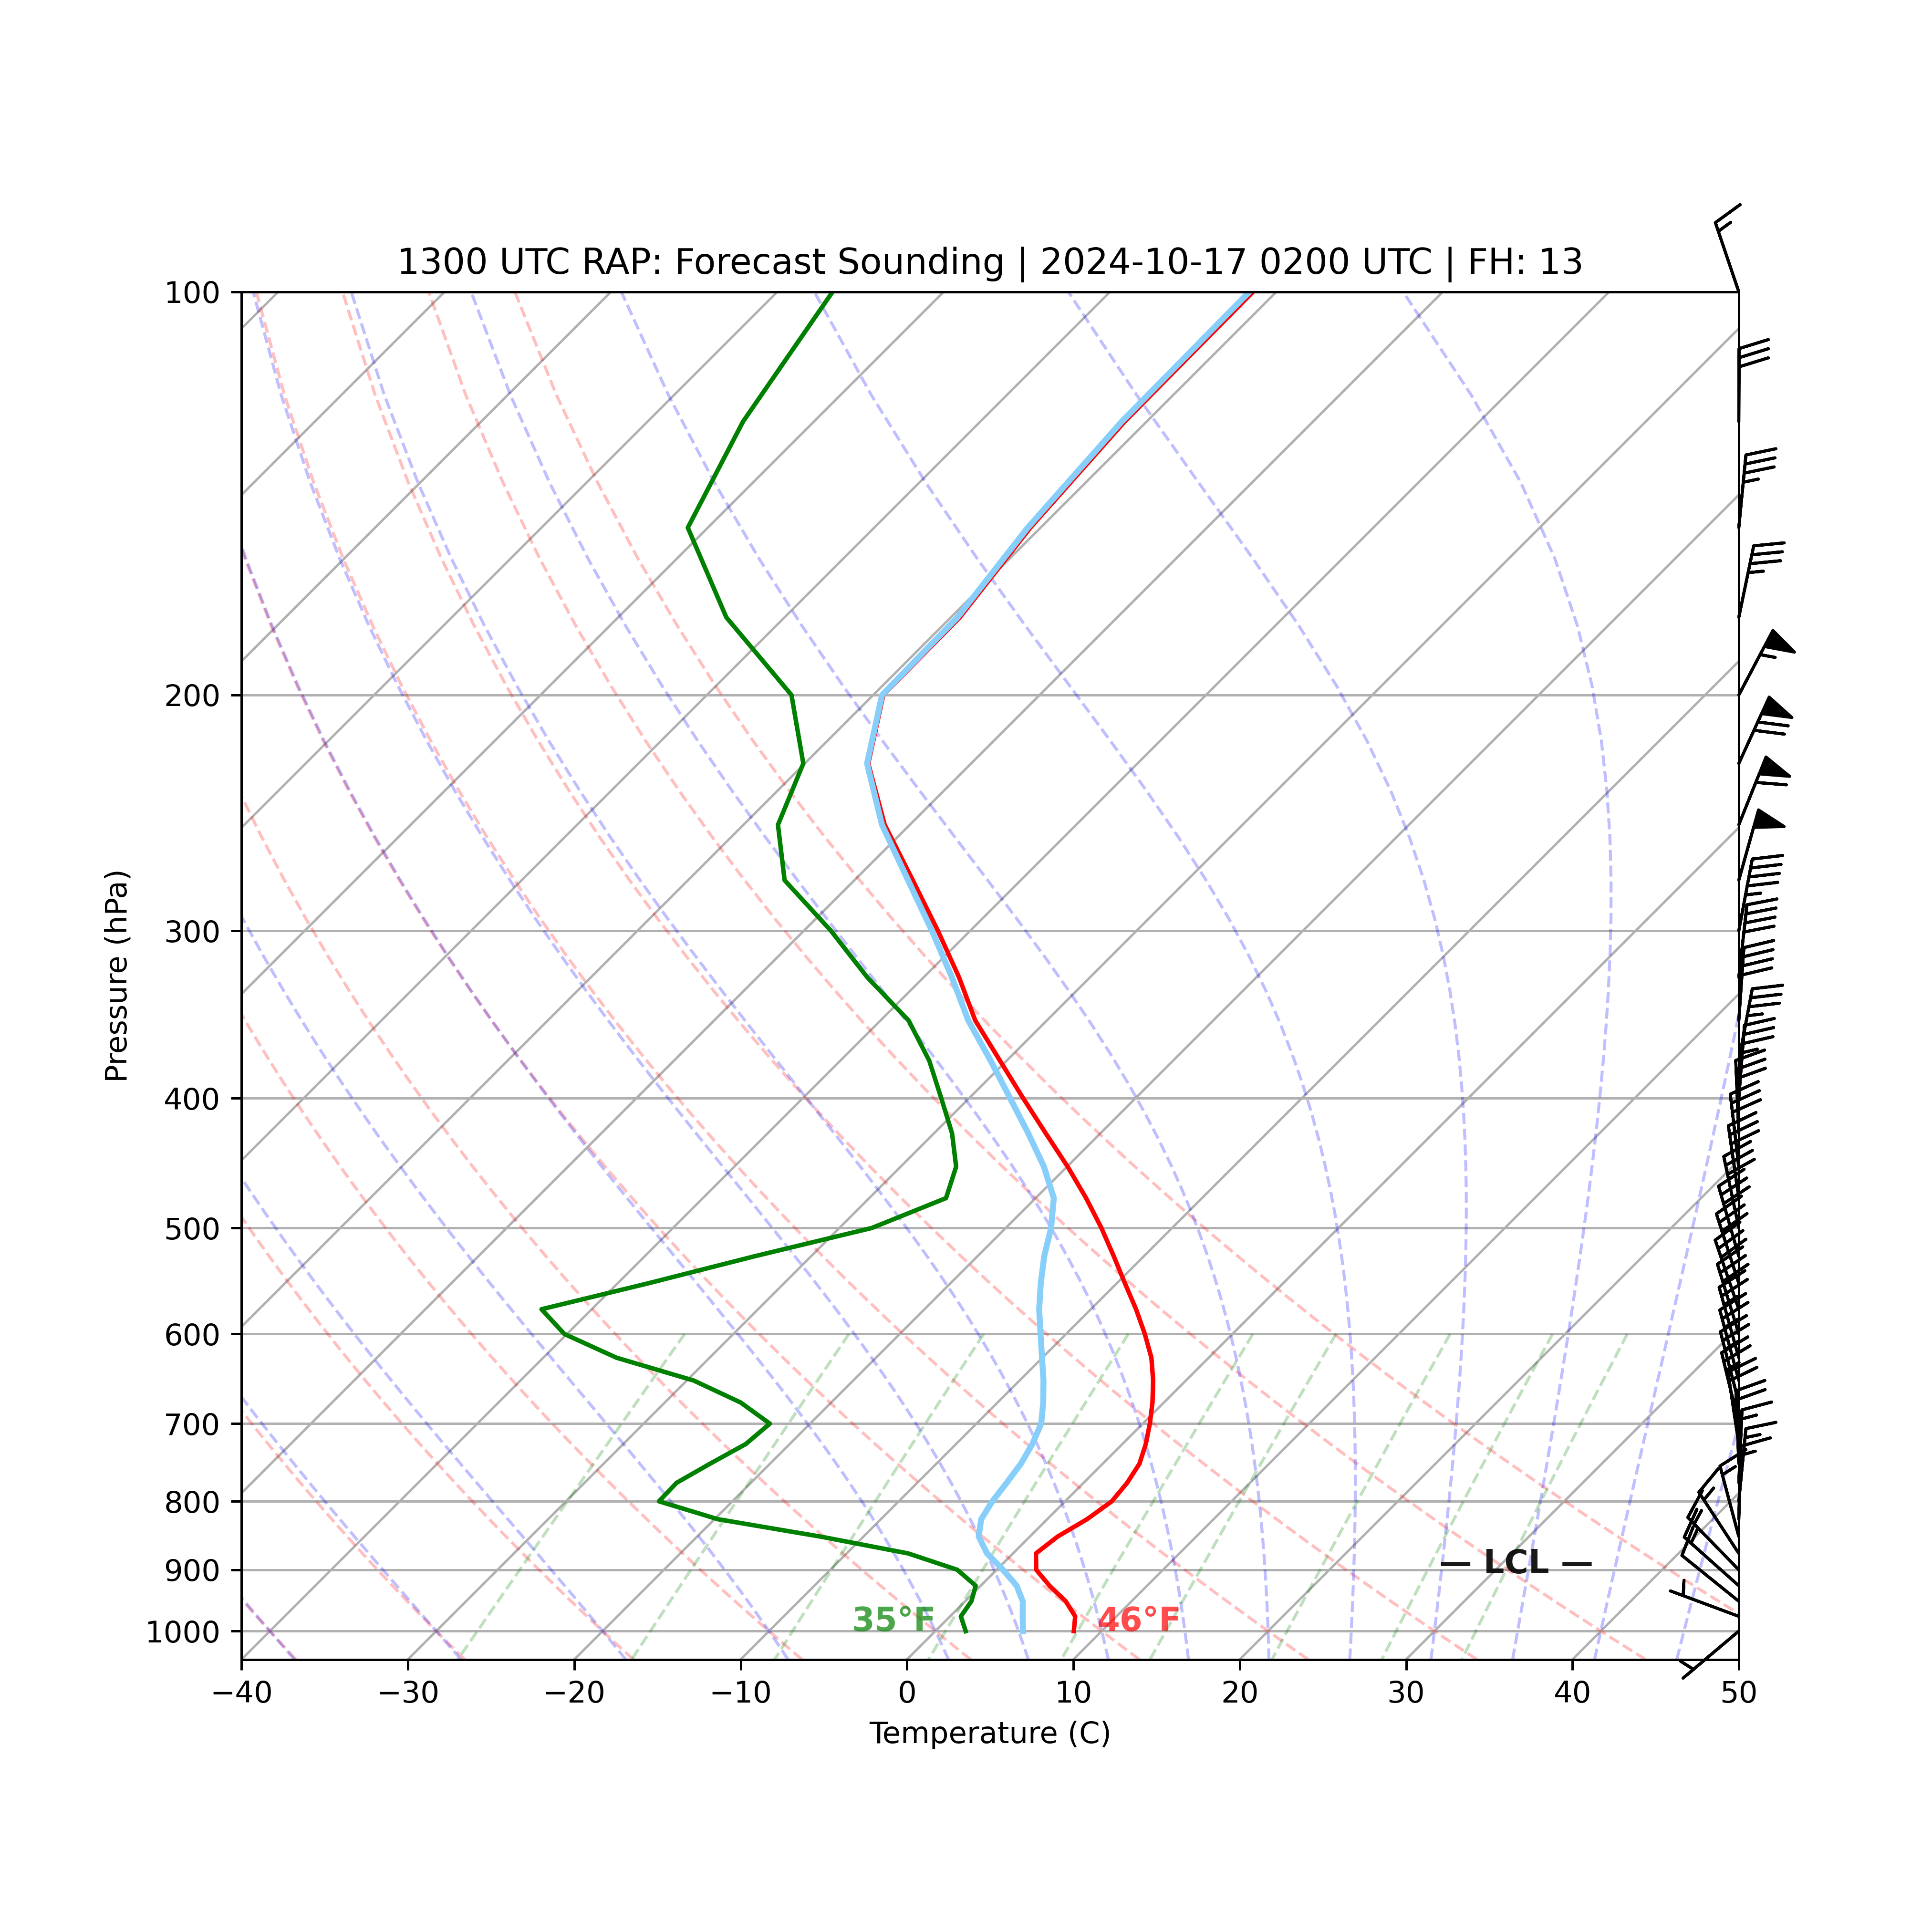 1300 UTC RAP: Forecast Sounding | 2024-10-17 0200 UTC | FH: 13
100
200
300
400
500
600
700
800
900
1000
Pressure (hPa)
— LCL —
35°F
46°F
−40 −30 −20 −10 0 10 20 30 40 50
Temperature (C)